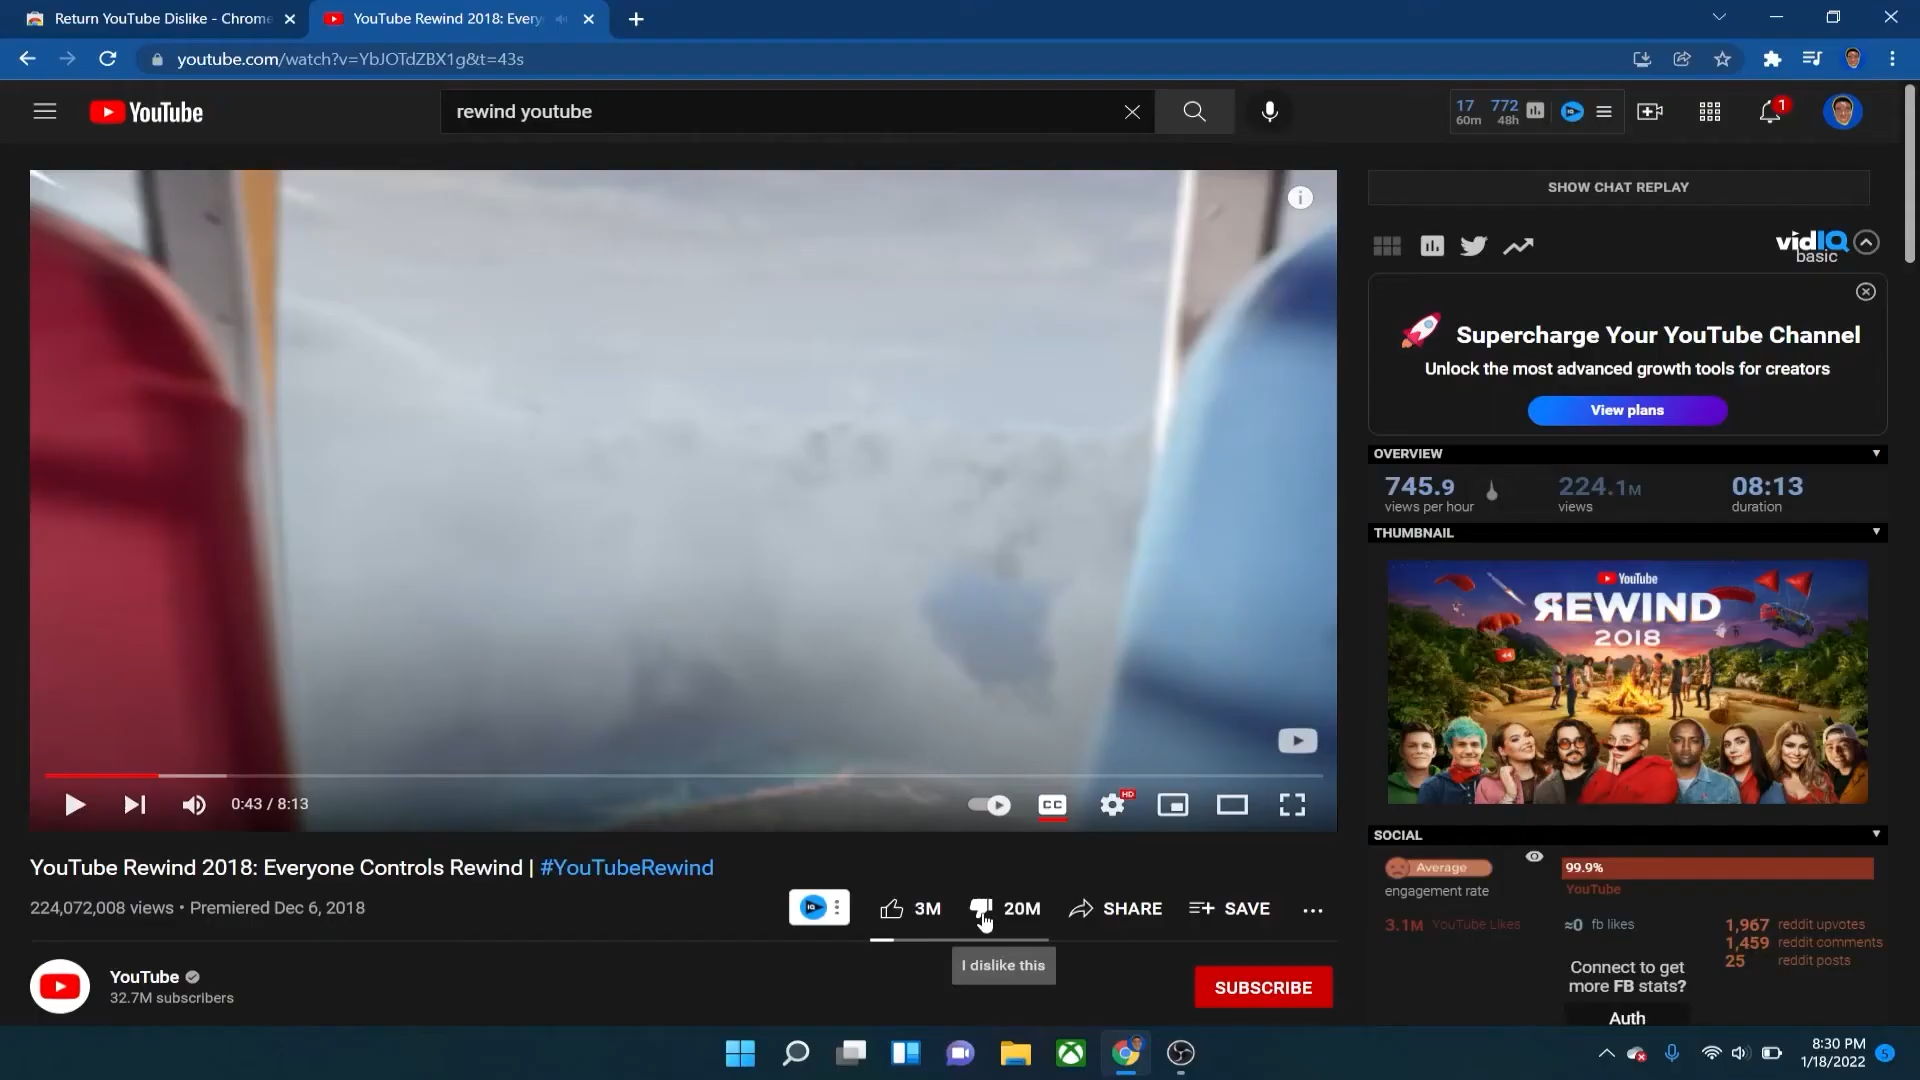 Return YouTube Dislike - Chrome
YouTube Rewind 2018: Every
youtube.com/watch?v=YbJOTdZBX1g&t=43s
YouTube
rewind youtube
17 772
60m 48h
IQ
1
SHOW CHAT REPLAY
vidIQ
basic
Supercharge Your YouTube Channel
Unlock the most advanced growth tools for creators
View plans
OVERVIEW
745.9 224.1M 08:13
views per hour views duration
THUMBNAIL
YouTube
REWIND
2018
0:43 / 8:13
CC
HD
SOCIAL
Average
engagement rate
99.9%
YouTube
3.1M YouTube Likes
≈0 fb likes
1,967 reddit upvotes
1,459 reddit comments
25 reddit posts
Connect to get
more FB stats?
Auth
YouTube Rewind 2018: Everyone Controls Rewind | #YouTubeRewind
224,072,008 views • Premiered Dec 6, 2018
IQ
3M
20M
SHARE
SAVE
I dislike this
YouTube
32.7M subscribers
SUBSCRIBE
8:30 PM
1/18/2022
5